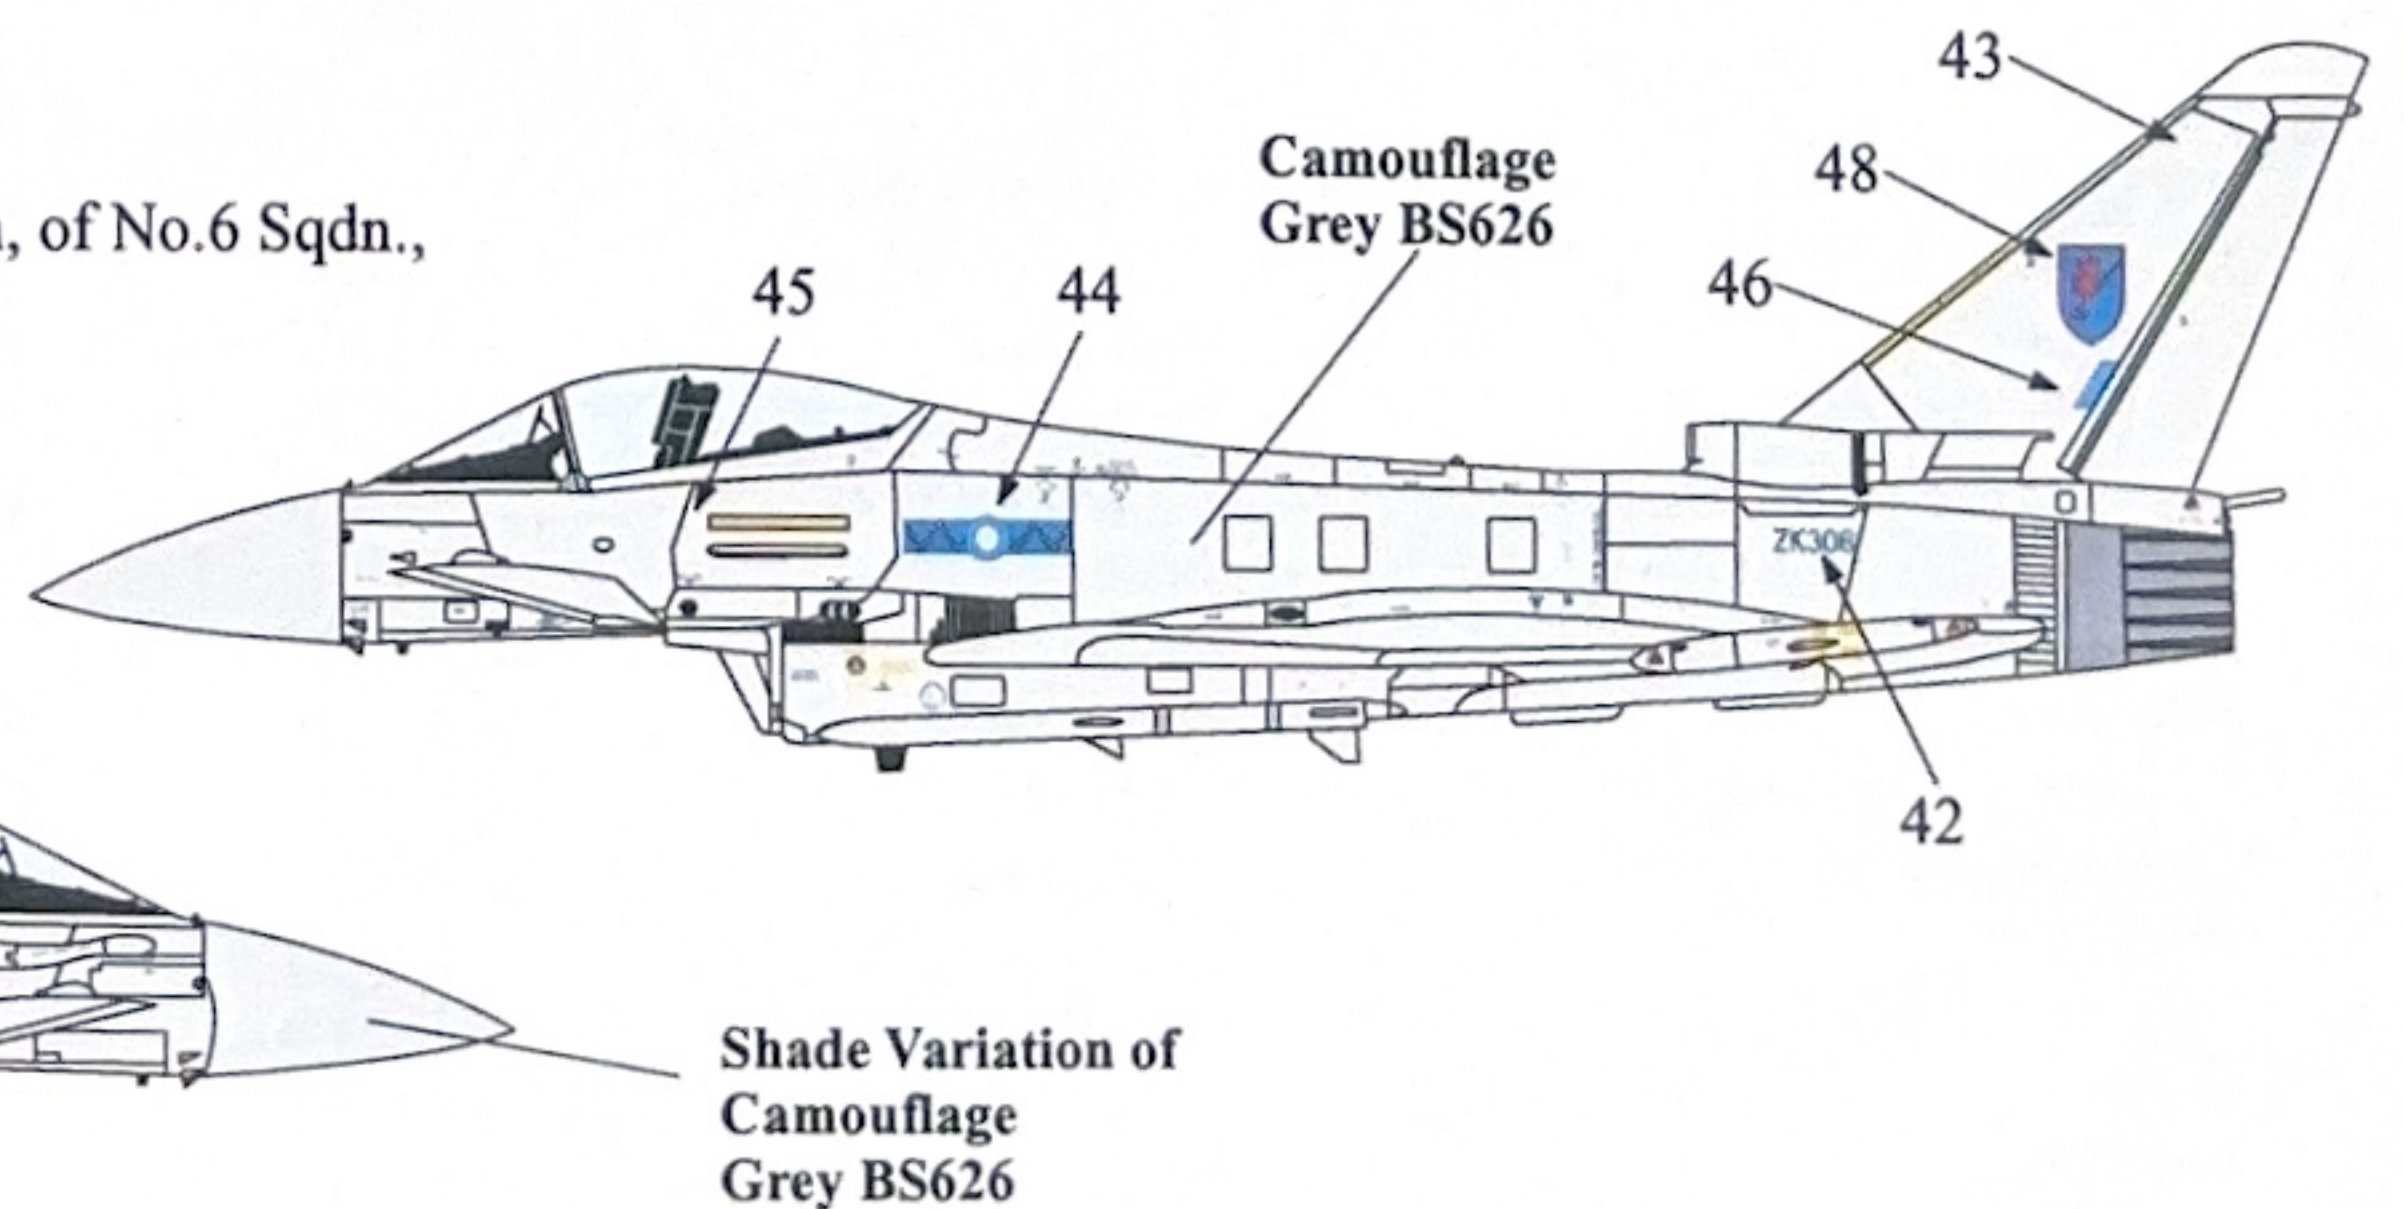 43
Camouflage
48
Grey BS626
of No.6 Sqdn.,
46
45
44
ZK306
42
Shade Variation of
Camouflage
Grey BS626